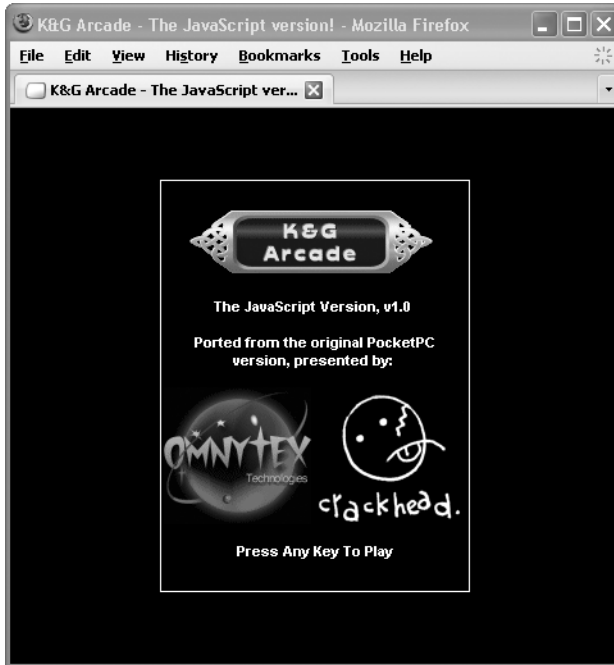 K&G Arcade - The JavaScript version! - Mozilla Firefox
File Edit View History Bookmarks Tools Help
K&G Arcade - The JavaScript ver...
K&G
Arcade
The JavaScript Version, v1.0
Ported from the original PocketPC
version, presented by:
OMNYTEX
Technologies
crackhead.
Press Any Key To Play